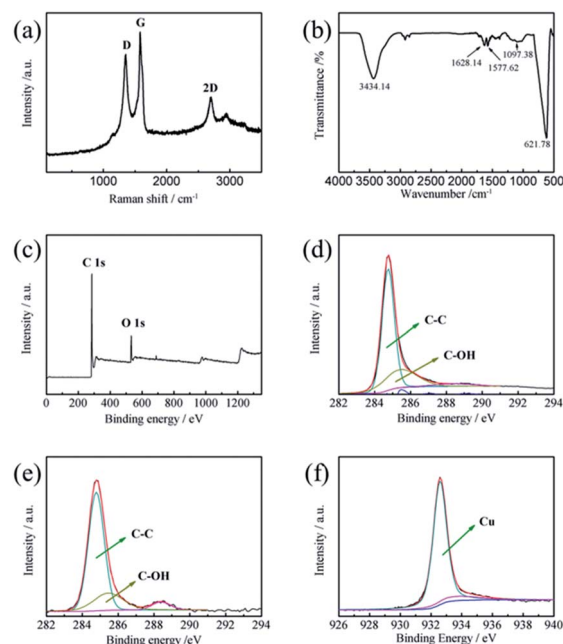 (a)
D
G
2D
Intensity /a.u.
1000
2000
3000
Raman shift / cm-1
(b)
3434.14
1628.14
1577.62
1097.38
621.78
Transmittance /%
4000 3500 3000 2500 2000 1500 1000 500
Wavenumber /cm-1
(c)
C 1s
O 1s
Intensity / a.u.
0 200 400 600 800 1000 1200
Binding energy / eV
(d)
C-C
C-OH
Intensity / a.u.
282 284 286 288 290 292 294
Binding energy / eV
(e)
C-C
C-OH
Intensity / a.u.
282 284 286 288 290 292 294
Binding energy / eV
(f)
Cu
Intensity / a.u.
926 928 930 932 934 936 938 940
Binding Energy / eV